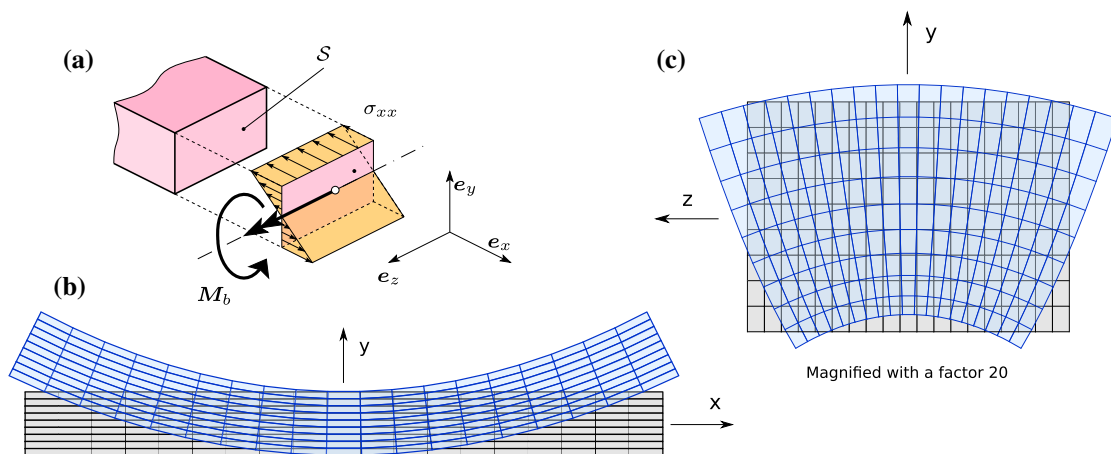 (a)
S
σxx
ey
ex
ez
Mb
(b)
y
x
(c)
y
z
Magnified with a factor 20